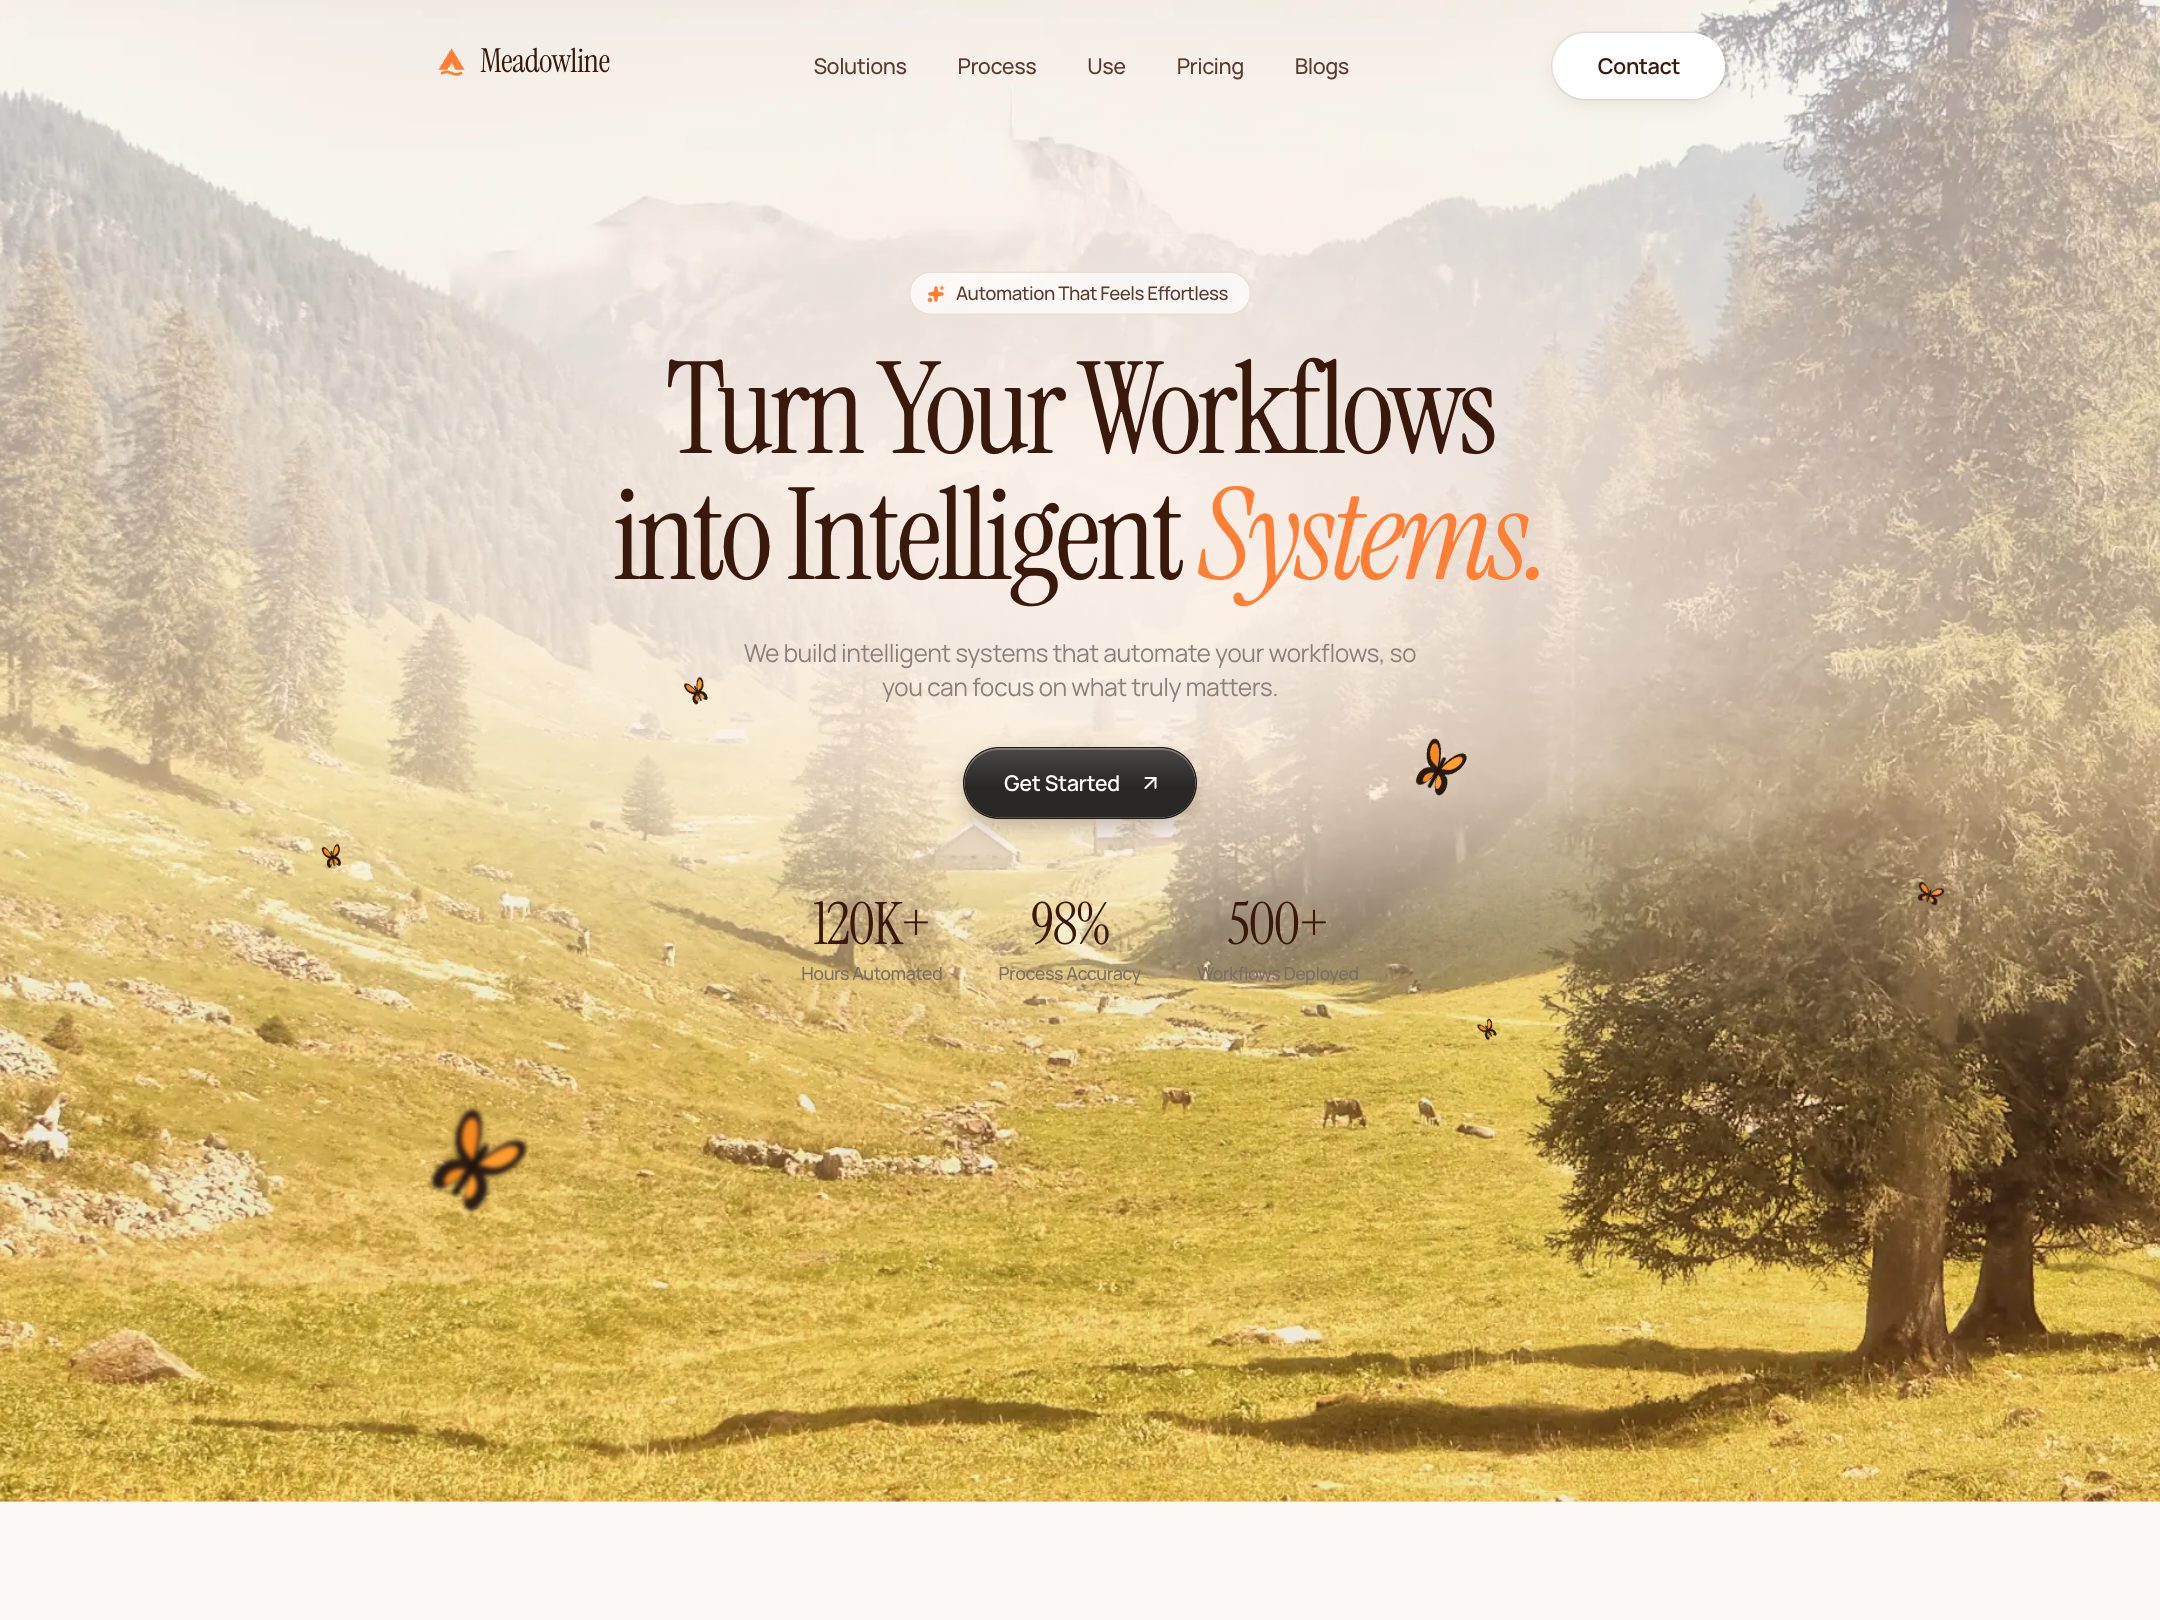 Meadowline
Solutions
Process
Use
Pricing
Blogs
Contact
Automation That Feels Effortless
Turn Your Workflows
into Intelligent Systems.
We build intelligent systems that automate your workflows, so
you can focus on what truly matters.
Get Started
120K+
Hours Automated
98%
Process Accuracy
500+
Workflows Deployed